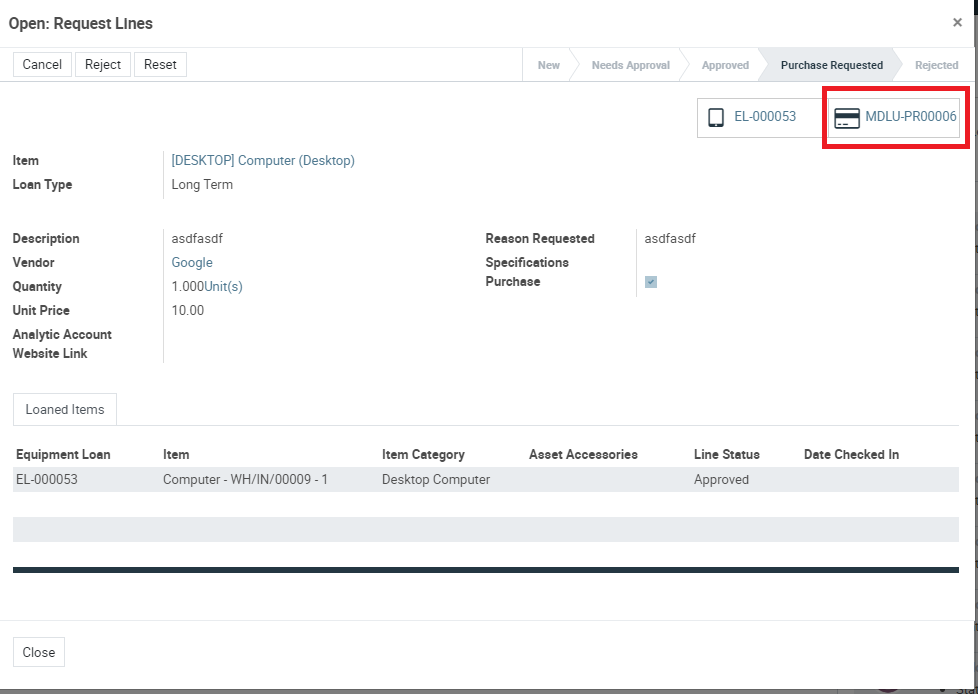 Open: Request Lines ×
Cancel Reject Reset New Needs Approval Approved Purchase Requested Rejected
EL-000053 MDLU-PR00006
Item [DESKTOP] Computer (Desktop)
Loan Type Long Term
Description asdfasdf Reason Requested asdfasdf
Vendor Google Specifications
Quantity 1.000Unit(s) Purchase
Unit Price 10.00
Analytic Account
Website Link
Loaned Items
Equipment Loan Item Item Category Asset Accessories Line Status Date Checked In
EL-000053 Computer - WH/IN/00009 - 1 Desktop Computer Approved
Close